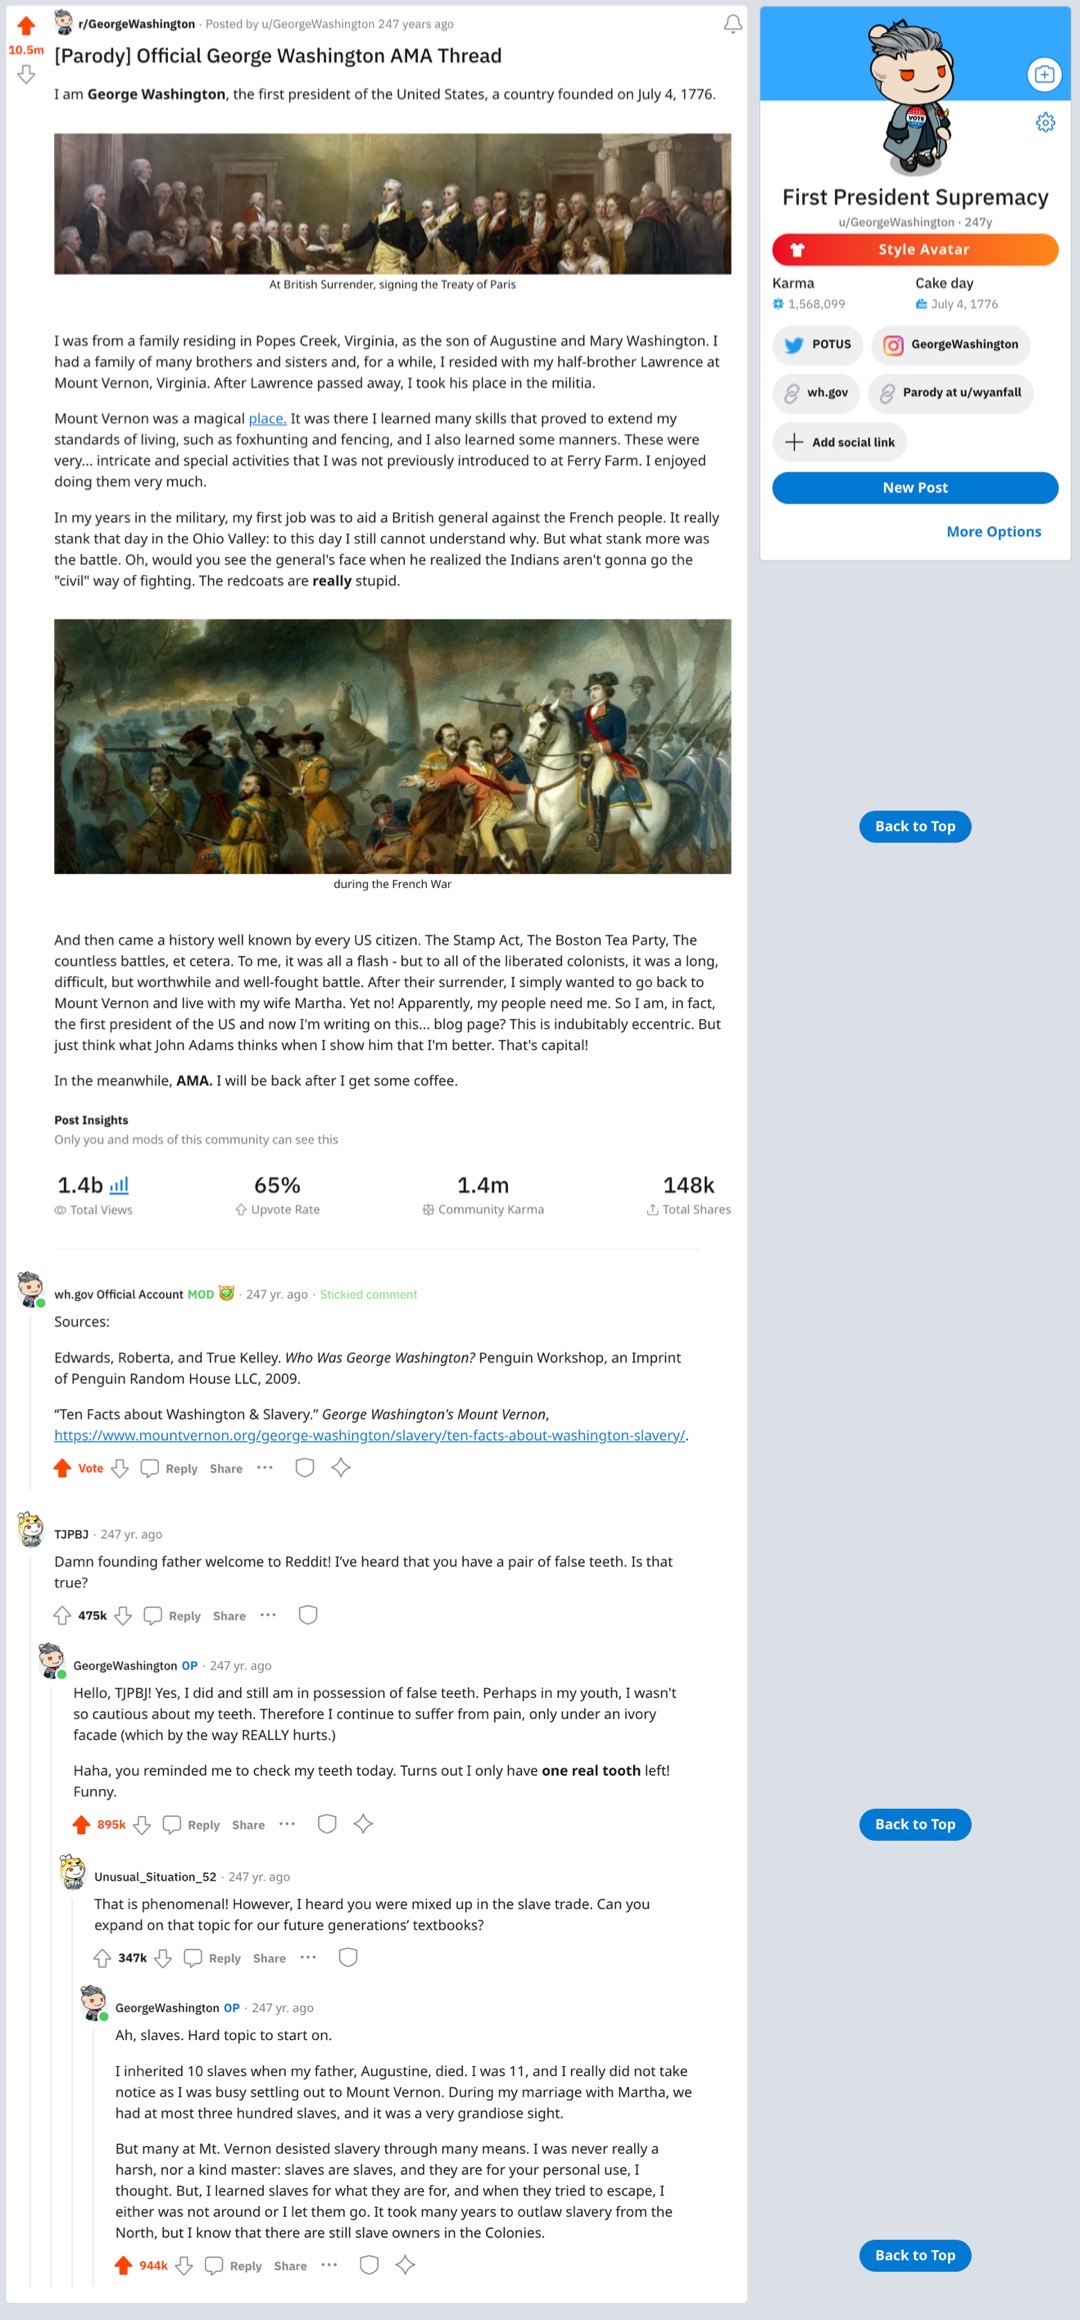 r/GeorgeWashington · Posted by u/GeorgeWashington 247 years ago
10.5m
[Parody] Official George Washington AMA Thread
I am George Washington, the first president of the United States, a country founded on July 4, 1776.
At British Surrender, signing the Treaty of Paris
I was from a family residing in Popes Creek, Virginia, as the son of Augustine and Mary Washington. I
had a family of many brothers and sisters and, for a while, I resided with my half-brother Lawrence at
Mount Vernon, Virginia. After Lawrence passed away, I took his place in the militia.
Mount Vernon was a magical place. It was there I learned many skills that proved to extend my
standards of living, such as foxhunting and fencing, and I also learned some manners. These were
very... intricate and special activities that I was not previously introduced to at Ferry Farm. I enjoyed
doing them very much.
In my years in the military, my first job was to aid a British general against the French people. It really
stank that day in the Ohio Valley: to this day I still cannot understand why. But what stank more was
the battle. Oh, would you see the general's face when he realized the Indians aren't gonna go the
"civil" way of fighting. The redcoats are really stupid.
during the French War
And then came a history well known by every US citizen. The Stamp Act, The Boston Tea Party, The
countless battles, et cetera. To me, it was all a flash - but to all of the liberated colonists, it was a long,
difficult, but worthwhile and well-fought battle. After their surrender, I simply wanted to go back to
Mount Vernon and live with my wife Martha. Yet no! Apparently, my people need me. So I am, in fact,
the first president of the US and now I'm writing on this... blog page? This is indubitably eccentric. But
just think what John Adams thinks when I show him that I'm better. That's capital!
In the meanwhile, AMA. I will be back after I get some coffee.
Post Insights
Only you and mods of this community can see this
1.4b 65% 1.4m 148k
Total Views Upvote Rate Community Karma Total Shares
wh.gov Official Account MOD · 247 yr. ago · Stickied comment
Sources:
Edwards, Roberta, and True Kelley. Who Was George Washington? Penguin Workshop, an Imprint
of Penguin Random House LLC, 2009.
“Ten Facts about Washington & Slavery.” George Washington's Mount Vernon,
https://www.mountvernon.org/george-washington/slavery/ten-facts-about-washington-slavery/.
Vote Reply Share ···
TJPBJ · 247 yr. ago
Damn founding father welcome to Reddit! I’ve heard that you have a pair of false teeth. Is that
true?
475k Reply Share ···
GeorgeWashington OP · 247 yr. ago
Hello, TJPBJ! Yes, I did and still am in possession of false teeth. Perhaps in my youth, I wasn't
so cautious about my teeth. Therefore I continue to suffer from pain, only under an ivory
facade (which by the way REALLY hurts.)
Haha, you reminded me to check my teeth today. Turns out I only have one real tooth left!
Funny.
895k Reply Share ···
Unusual_Situation_52 · 247 yr. ago
That is phenomenal! However, I heard you were mixed up in the slave trade. Can you
expand on that topic for our future generations’ textbooks?
347k Reply Share ···
GeorgeWashington OP · 247 yr. ago
Ah, slaves. Hard topic to start on.
I inherited 10 slaves when my father, Augustine, died. I was 11, and I really did not take
notice as I was busy settling out to Mount Vernon. During my marriage with Martha, we
had at most three hundred slaves, and it was a very grandiose sight.
But many at Mt. Vernon desisted slavery through many means. I was never really a
harsh, nor a kind master: slaves are slaves, and they are for your personal use, I
thought. But, I learned slaves for what they are for, and when they tried to escape, I
either was not around or I let them go. It took many years to outlaw slavery from the
North, but I know that there are still slave owners in the Colonies.
944k Reply Share ···
VOTE
First President Supremacy
u/GeorgeWashington · 247y
Style Avatar
Karma Cake day
1,568,099 July 4, 1776
POTUS GeorgeWashington
wh.gov Parody at u/wyanfall
Add social link
New Post
More Options
Back to Top
Back to Top
Back to Top